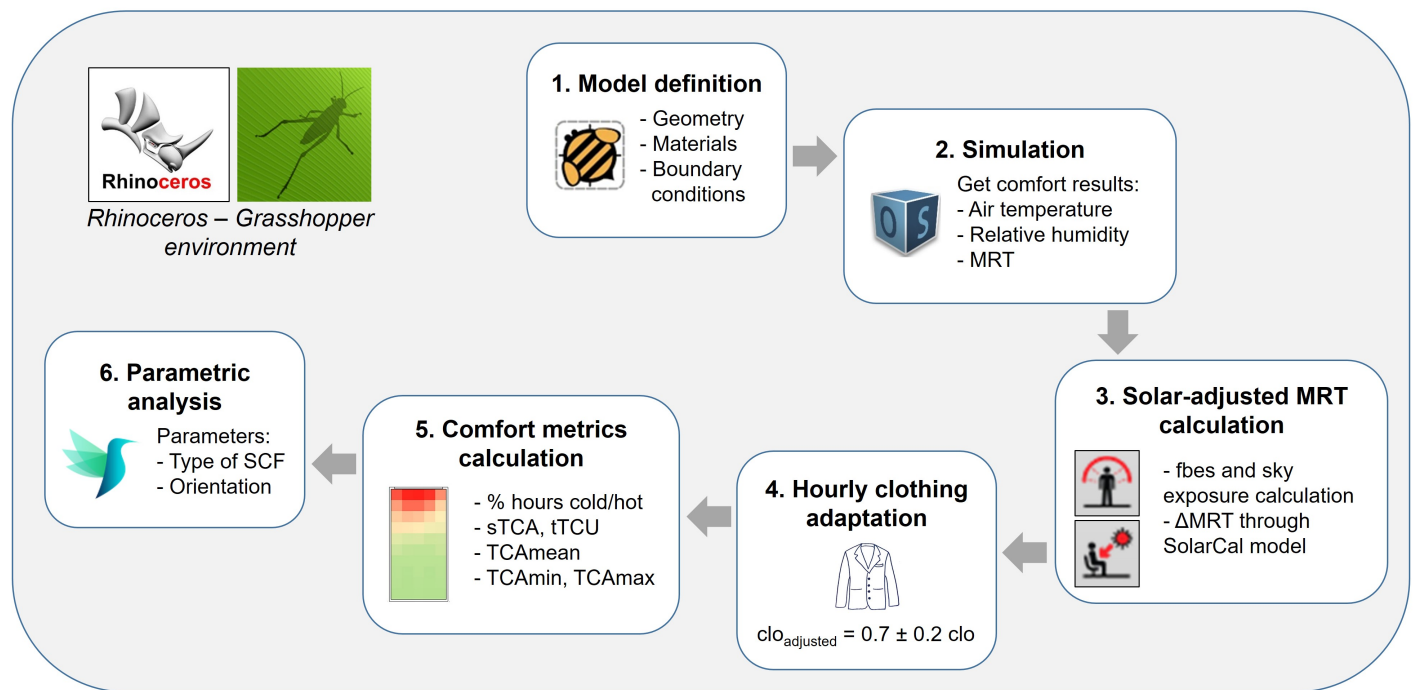 Rhinoceros
Rhinoceros – Grasshopper
environment
1. Model definition
- Geometry
- Materials
- Boundary
conditions
2. Simulation
Get comfort results:
- Air temperature
- Relative humidity
- MRT
OS
3. Solar-adjusted MRT
calculation
- fbes and sky
exposure calculation
- ΔMRT through
SolarCal model
4. Hourly clothing
adaptation
clo_adjusted = 0.7 ± 0.2 clo
5. Comfort metrics
calculation
- % hours cold/hot
- sTCA, tTCU
- TCAmean
- TCAmin, TCAmax
6. Parametric
analysis
Parameters:
- Type of SCF
- Orientation